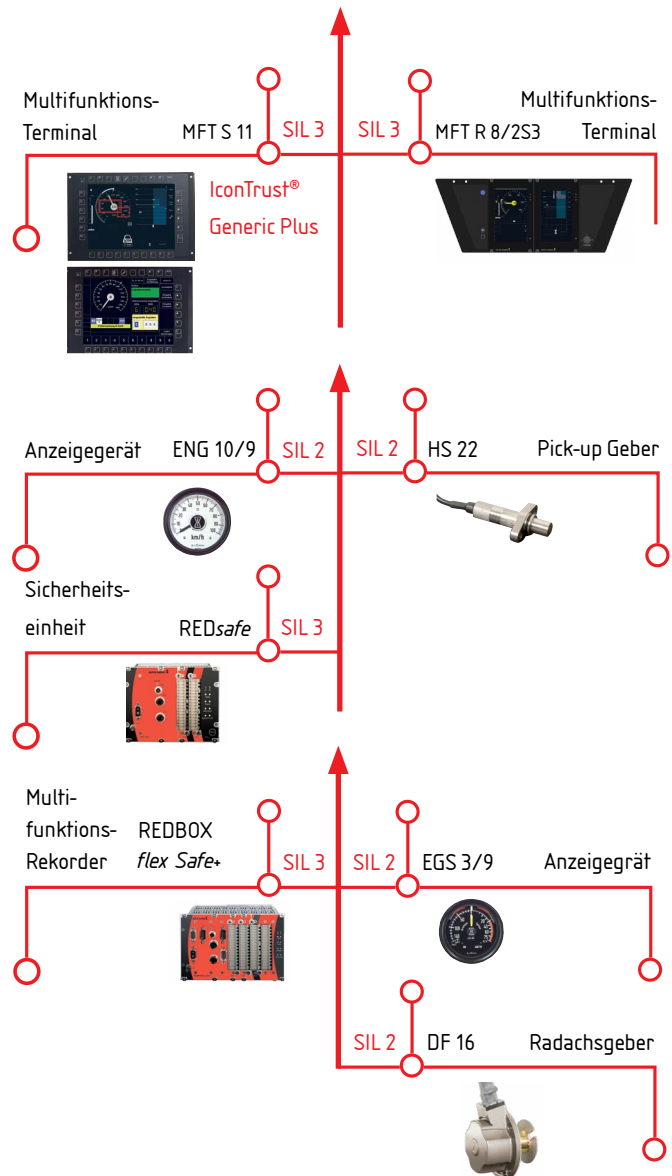 Multifunktions-
Terminal
MFT S 11
SIL 3
IconTrust®
Generic Plus
SIL 3
MFT R 8/2S3
Multifunktions-
Terminal
Anzeigegerät
ENG 10/9
SIL 2
km/h
SIL 2
HS 22
Pick-up Geber
Sicherheits-
einheit
REDsafe
SIL 3
Multi-
funktions-
Rekorder
REDBOX
flex Safe+
SIL 3
SIL 2
EGS 3/9
Anzeigegrät
SIL 2
DF 16
Radachsgeber